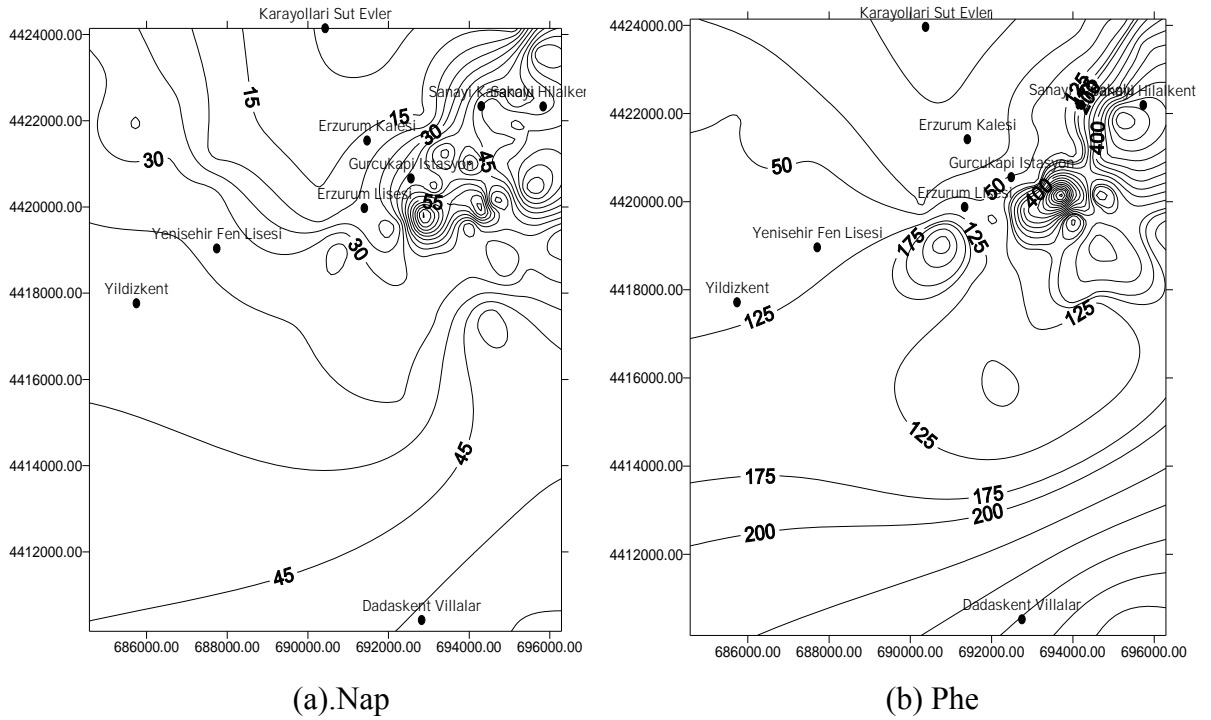 Karayollari Sut Evler
4424000.00
4422000.00
4420000.00
4418000.00
4416000.00
4414000.00
4412000.00
15
15
30
Sanayi
Hilalkent
Erzurum Kalesi
30
45
Gurcukapi Istasyon
Erzurum Lisesi
55
Yenisehir Fen Lisesi
30
Yildizkent
45
45
Dadaskent Villalar
686000.00 688000.00 690000.00 692000.00 694000.00 696000.00
(a).Nap
Karayollari Sut Evler
4424000.00
4422000.00
4420000.00
4418000.00
4416000.00
4414000.00
4412000.00
125
Sanayi
Hilalkent
Erzurum Kalesi
400
50
Gurcukapi Istasyon
50
400
Erzurum Lisesi
175
125
Yenisehir Fen Lisesi
Yildizkent
125
125
125
175
175
200
200
Dadaskent Villalar
686000.00 688000.00 690000.00 692000.00 694000.00 696000.00
(b) Phe